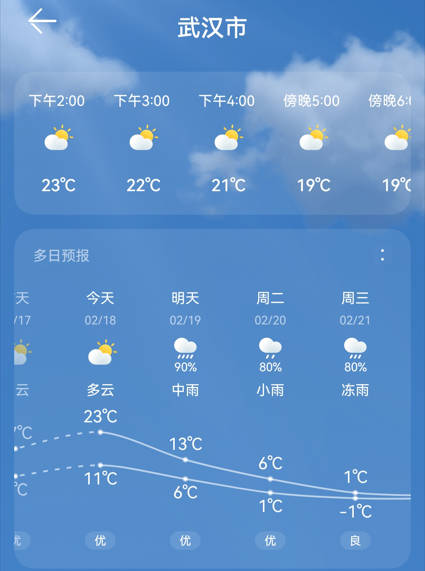 武汉市
下午2:00 下午3:00 下午4:00 傍晚5:00 傍晚6:0
23℃ 22℃ 21℃ 19℃ 19℃
多日预报
天 今天 明天 周二 周三
/17 02/18 02/19 02/20 02/21
90% 80% 80%
云 多云 中雨 小雨 冻雨
7℃ 23℃ 13℃ 6℃ 1℃
℃ 11℃ 6℃ 1℃ -1℃
优 优 优 优 良